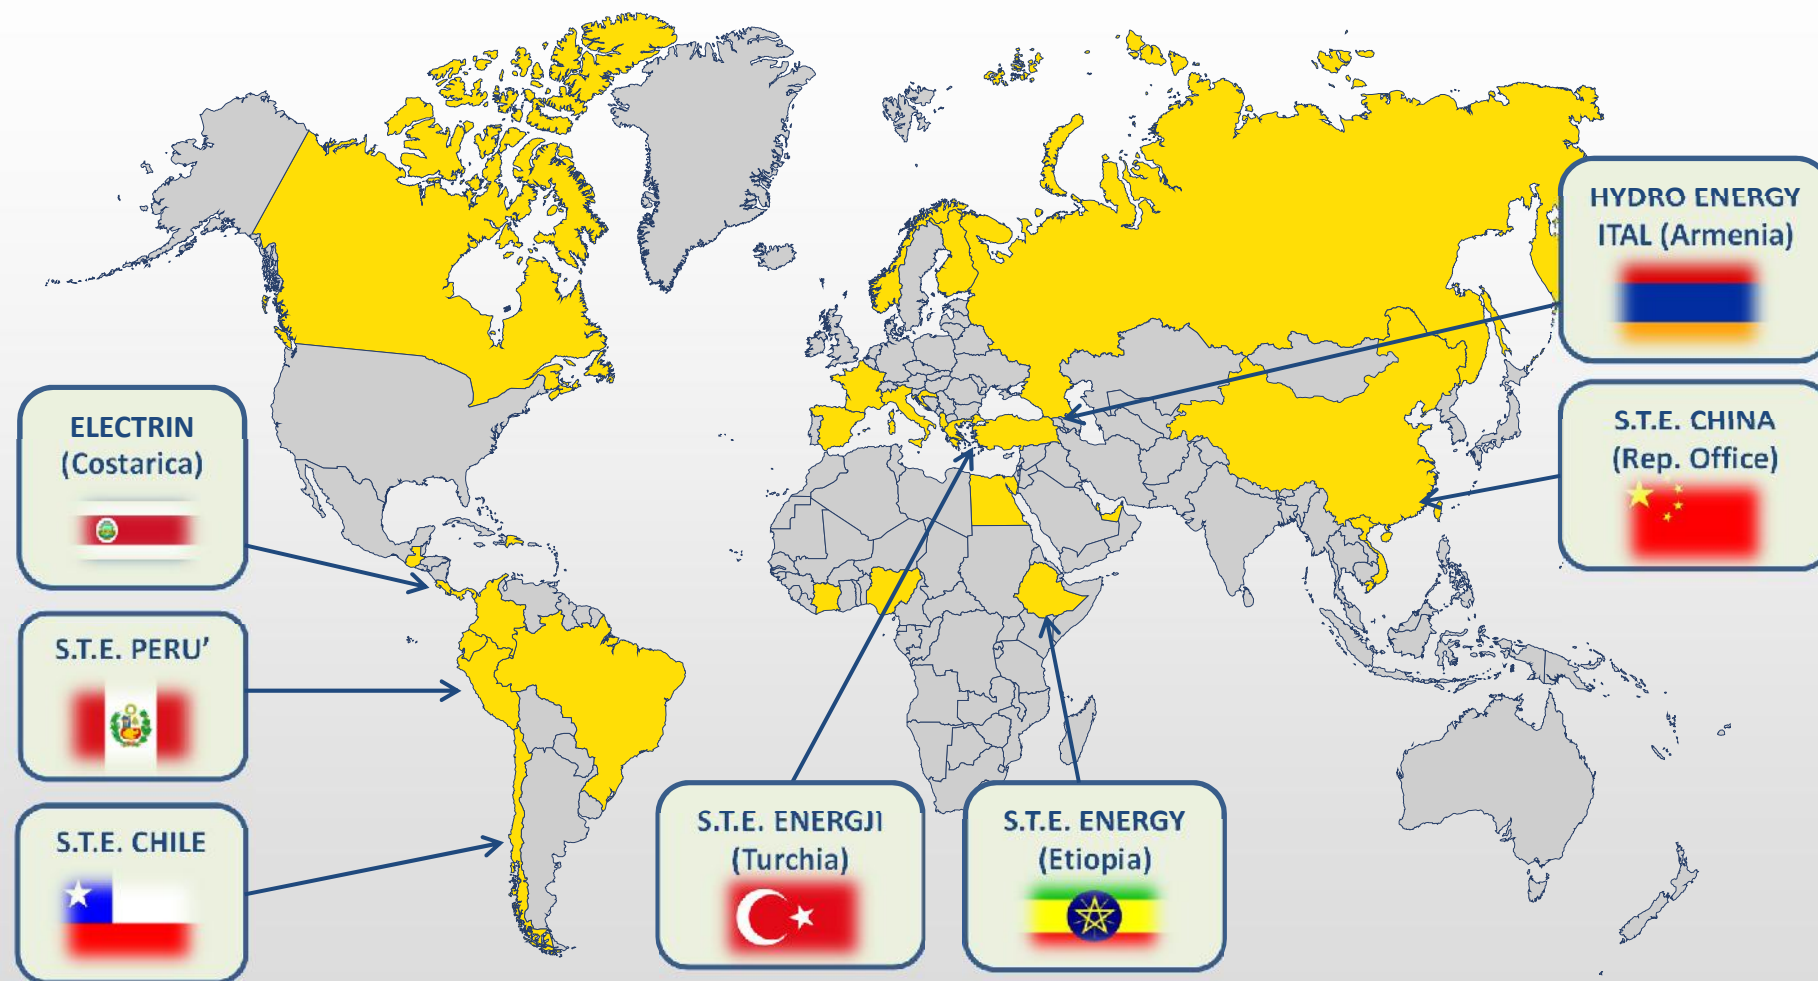 HYDRO ENERGY
ITAL (Armenia)
ELECTRIN
(Costarica)
S.T.E. CHINA
(Rep. Office)
S.T.E. PERU’
S.T.E. CHILE
S.T.E. ENERGJI
(Turchia)
S.T.E. ENERGY
(Etiopia)